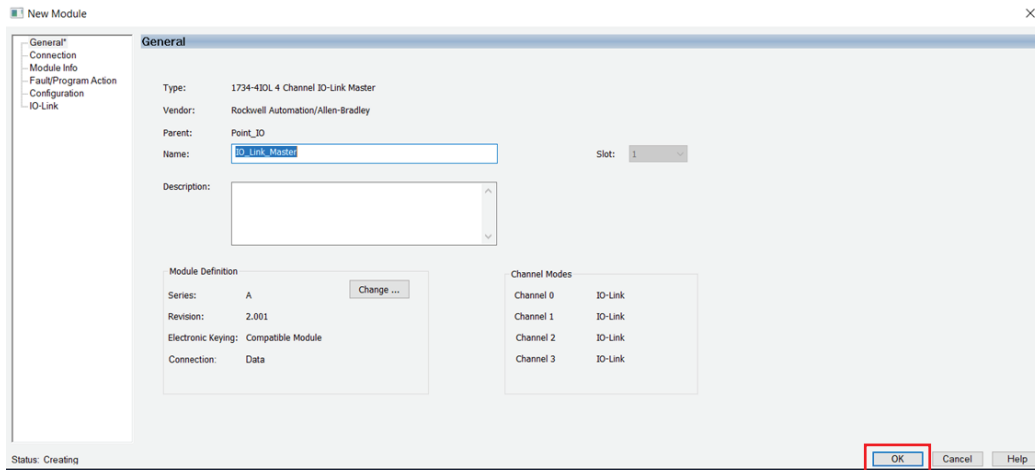 New Module
General*
Connection
Module Info
Fault/Program Action
Configuration
IO-Link
General
Type: 1734-4IOL 4 Channel IO-Link Master
Vendor: Rockwell Automation/Allen-Bradley
Parent: Point_IO
Name: IO_Link_Master Slot: 1
Description:
Module Definition
Change ...
Series: A
Revision: 2.001
Electronic Keying: Compatible Module
Connection: Data
Channel Modes
Channel 0 IO-Link
Channel 1 IO-Link
Channel 2 IO-Link
Channel 3 IO-Link
Status: Creating OK Cancel Help